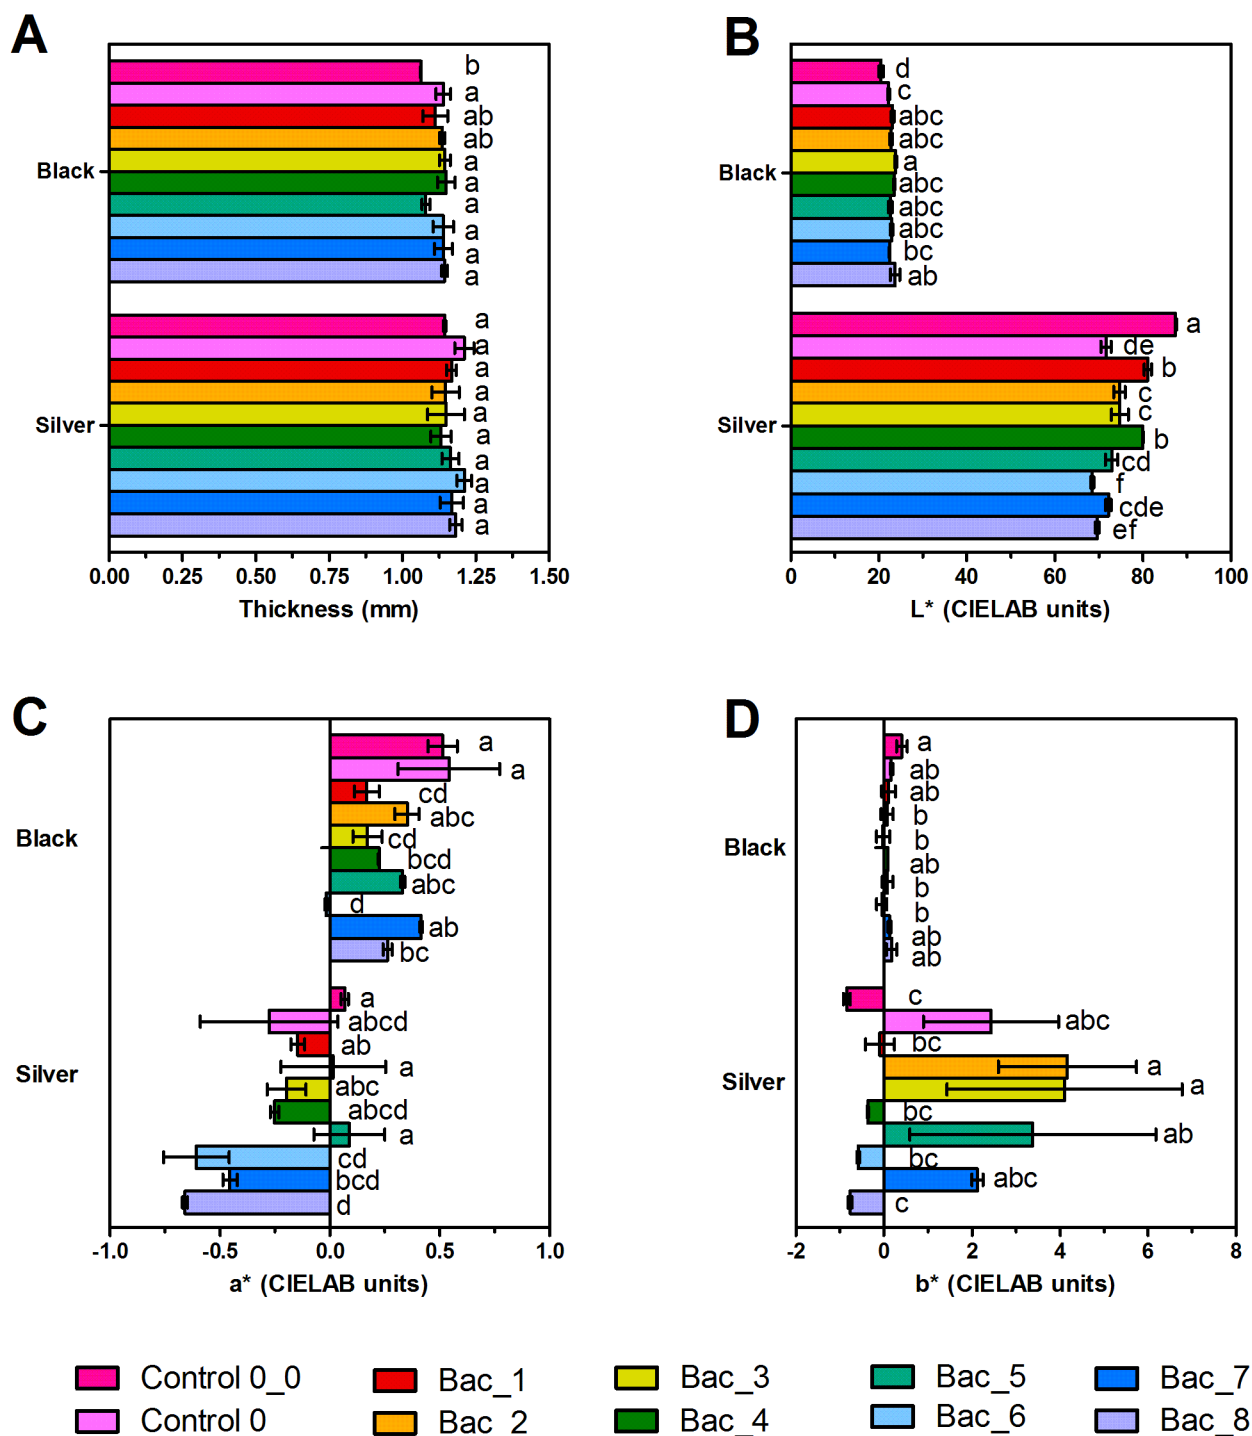 A
b
a
ab
ab
a
a
a
a
a
a
Black
a
a
a
a
a
a
a
a
a
a
Silver
0.00 0.25 0.50 0.75 1.00 1.25 1.50
Thickness (mm)
B
d
c
abc
abc
a
abc
abc
abc
bc
ab
Black
a
de
b
c
c
b
cd
f
cde
ef
Silver
0 20 40 60 80 100
L* (CIELAB units)
C
a
a
cd
abc
cd
bcd
abc
d
ab
bc
Black
a
abcd
ab
a
abc
abcd
a
cd
bcd
d
Silver
-1.0 -0.5 0.0 0.5 1.0
a* (CIELAB units)
D
a
ab
ab
b
b
ab
b
b
ab
ab
Black
c
abc
bc
a
a
bc
ab
bc
abc
c
Silver
-2 0 2 4 6 8
b* (CIELAB units)
Control 0_0 Bac_1 Bac_3 Bac_5 Bac_7
Control 0 Bac_2 Bac_4 Bac_6 Bac_8